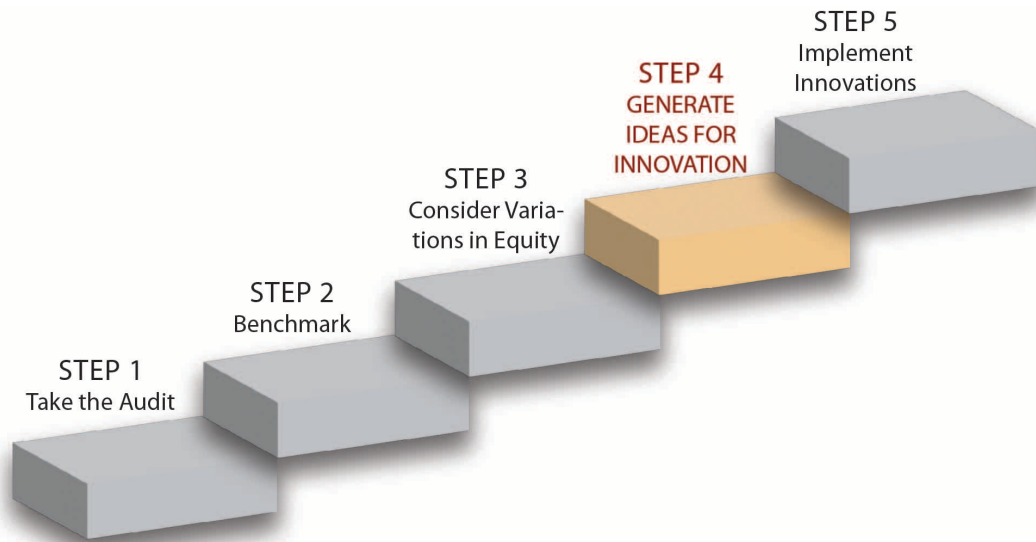 STEP 1
Take the Audit
STEP 2
Benchmark
STEP 3
Consider Varia-
tions in Equity
STEP 4
GENERATE
IDEAS FOR
INNOVATION
STEP 5
Implement
Innovations